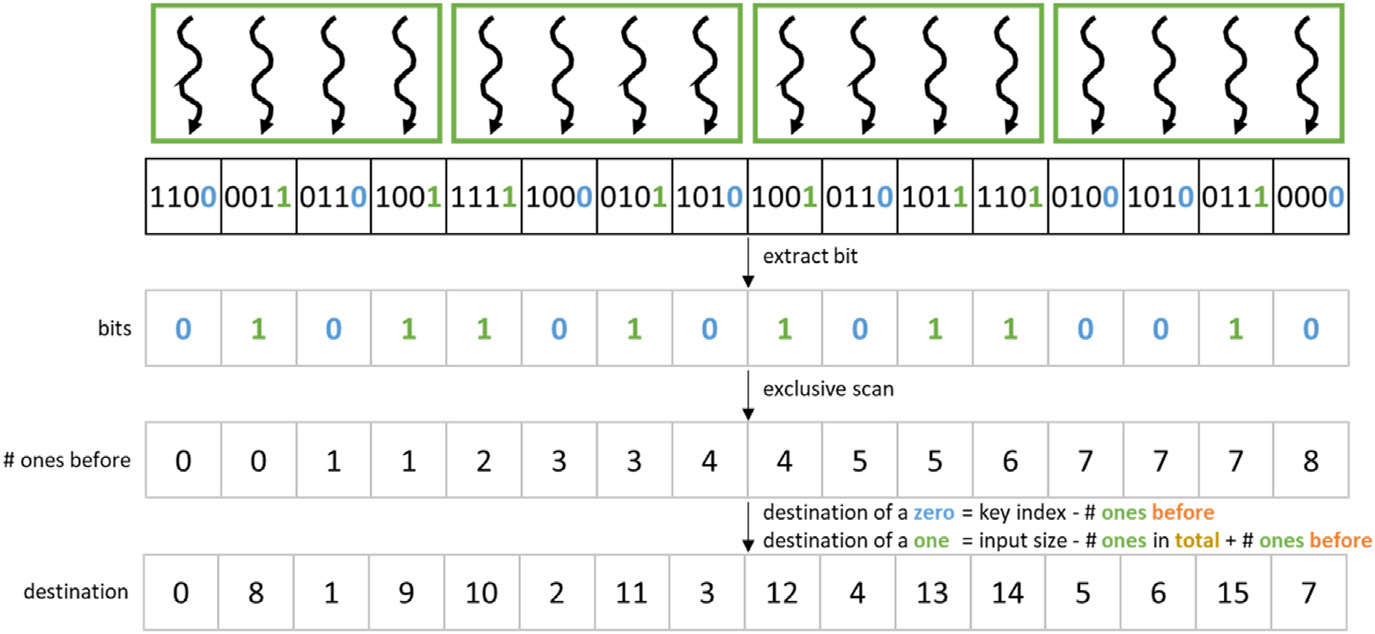 1100 0011 0110 1001 1111 1000 0101 1010 1001 0110 1011 1101 0100 1010 0111 0000
extract bit
bits 0 1 0 1 1 0 1 0 1 0 1 1 0 0 1 0
exclusive scan
# ones before 0 0 1 1 2 3 3 4 4 5 5 6 7 7 7 8
destination of a zero = key index - # ones before
destination of a one = input size - # ones in total + # ones before
destination 0 8 1 9 10 2 11 3 12 4 13 14 5 6 15 7